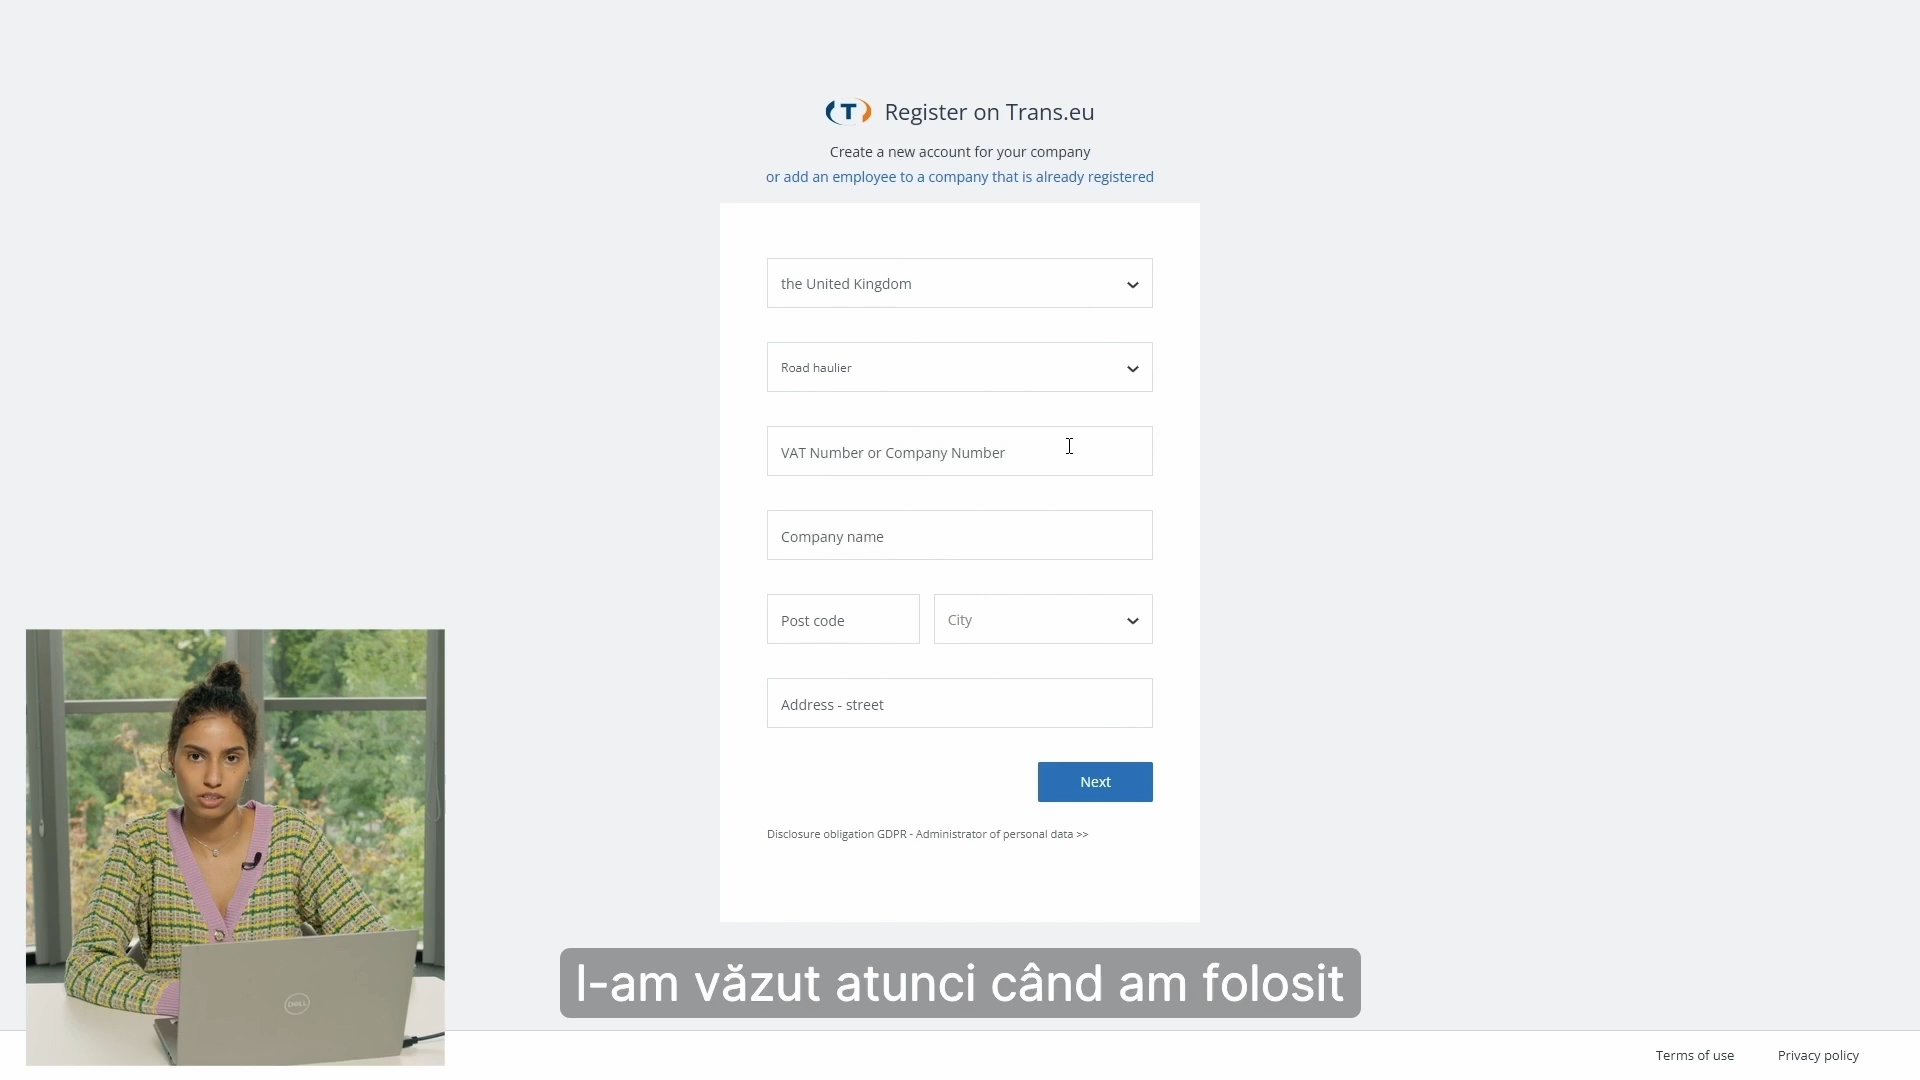 T Register on Trans.eu
Create a new account for your company
or add an employee to a company that is already registered
the United Kingdom
Road haulier
VAT Number or Company Number
Company name
Post code
City
Address - street
Next
Disclosure obligation GDPR - Administrator of personal data >>
DELL
l-am văzut atunci când am folosit
Terms of use
Privacy policy